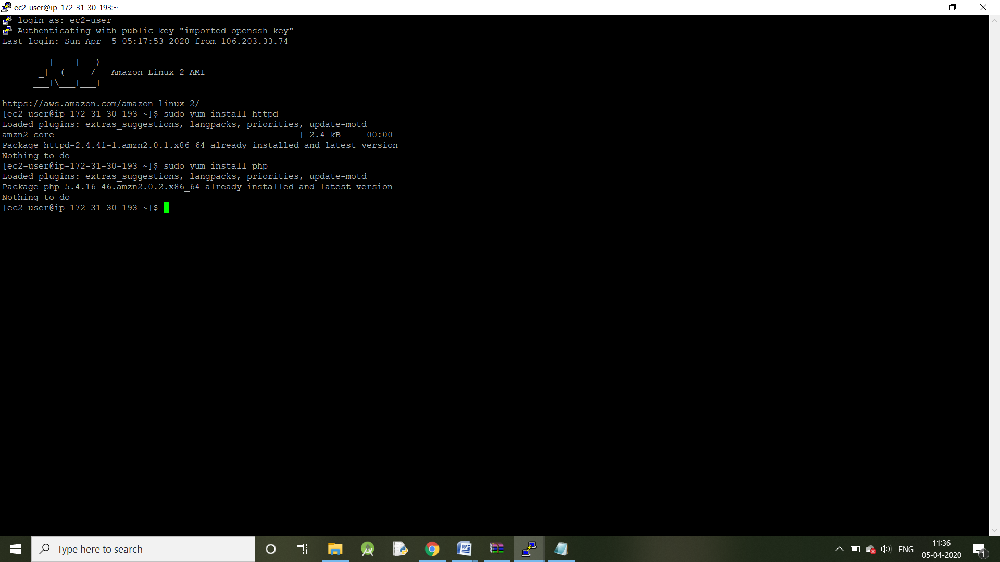 ec2-user@ip-172-31-30-193:~
login as: ec2-user
Authenticating with public key "imported-openssh-key"
Last login: Sun Apr  5 05:17:53 2020 from 106.203.33.74
       __|  __|_  )
       _|  (     /   Amazon Linux 2 AMI
      ___|\___|___|
https://aws.amazon.com/amazon-linux-2/
[ec2-user@ip-172-31-30-193 ~]$ sudo yum install httpd
Loaded plugins: extras_suggestions, langpacks, priorities, update-motd
amzn2-core                                               | 2.4 kB     00:00
Package httpd-2.4.41-1.amzn2.0.1.x86_64 already installed and latest version
Nothing to do
[ec2-user@ip-172-31-30-193 ~]$ sudo yum install php
Loaded plugins: extras_suggestions, langpacks, priorities, update-motd
Package php-5.4.16-46.amzn2.0.2.x86_64 already installed and latest version
Nothing to do
[ec2-user@ip-172-31-30-193 ~]$
Type here to search
ENG
11:36
05-04-2020
1